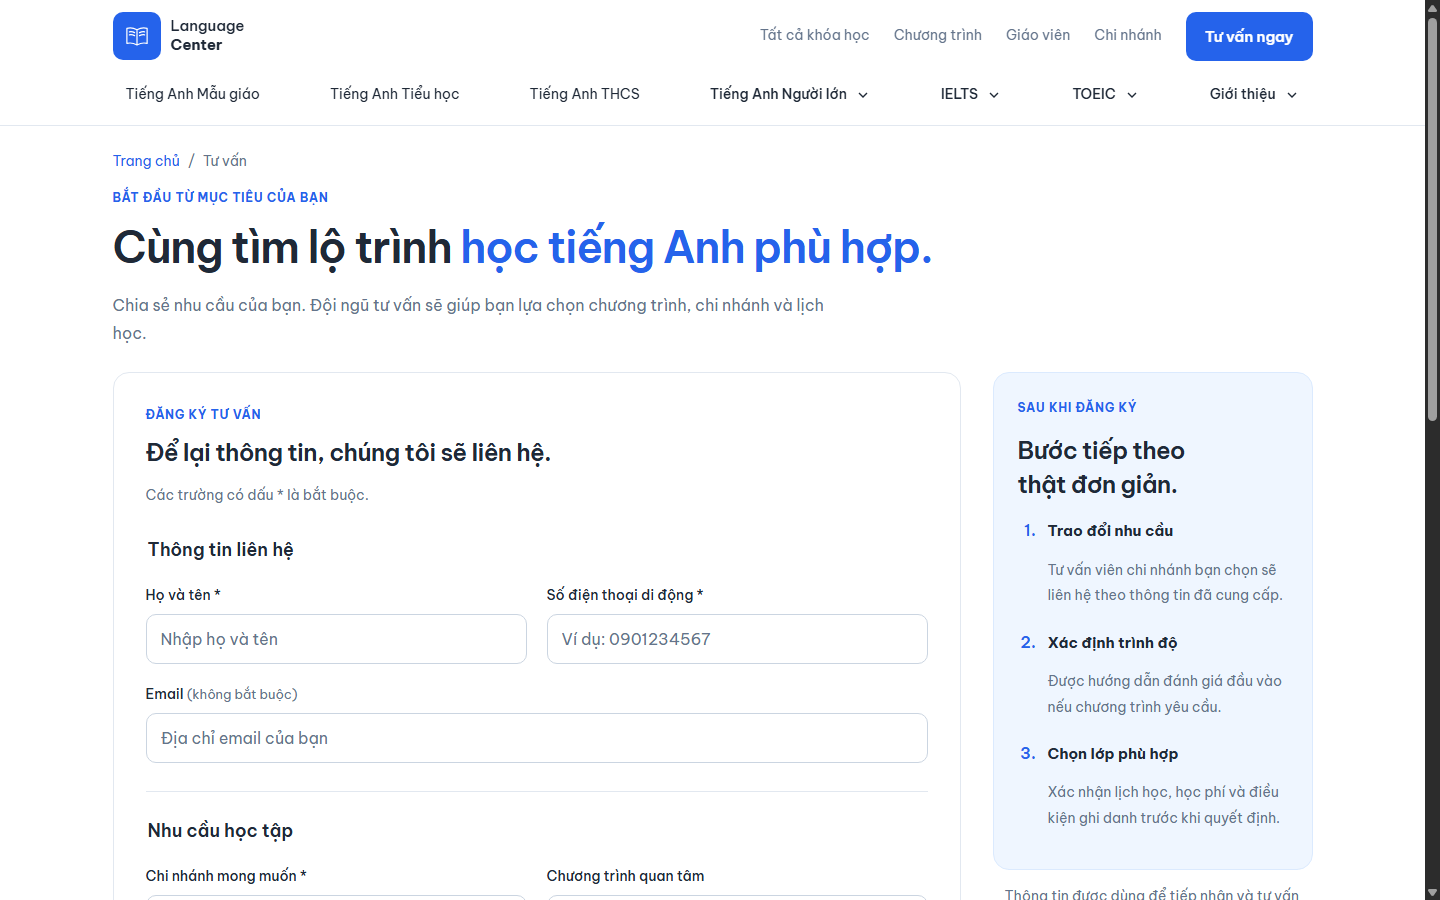 Language
Center
Tất cả khóa học
Chương trình
Giáo viên
Chi nhánh
Tư vấn ngay
Tiếng Anh Mẫu giáo
Tiếng Anh Tiểu học
Tiếng Anh THCS
Tiếng Anh Người lớn
IELTS
TOEIC
Giới thiệu
Trang chủ / Tư vấn
BẮT ĐẦU TỪ MỤC TIÊU CỦA BẠN
Cùng tìm lộ trình học tiếng Anh phù hợp.
Chia sẻ nhu cầu của bạn. Đội ngũ tư vấn sẽ giúp bạn lựa chọn chương trình, chi nhánh và lịch
học.
ĐĂNG KÝ TƯ VẤN
Để lại thông tin, chúng tôi sẽ liên hệ.
Các trường có dấu * là bắt buộc.
Thông tin liên hệ
Họ và tên *
Nhập họ và tên
Số điện thoại di động *
Ví dụ: 0901234567
Email (không bắt buộc)
Địa chỉ email của bạn
Nhu cầu học tập
Chi nhánh mong muốn *
Chương trình quan tâm
SAU KHI ĐĂNG KÝ
Bước tiếp theo
thật đơn giản.
1. Trao đổi nhu cầu
Tư vấn viên chi nhánh bạn chọn sẽ
liên hệ theo thông tin đã cung cấp.
2. Xác định trình độ
Được hướng dẫn đánh giá đầu vào
nếu chương trình yêu cầu.
3. Chọn lớp phù hợp
Xác nhận lịch học, học phí và điều
kiện ghi danh trước khi quyết định.
Thông tin được dùng để tiếp nhận và tư vấn